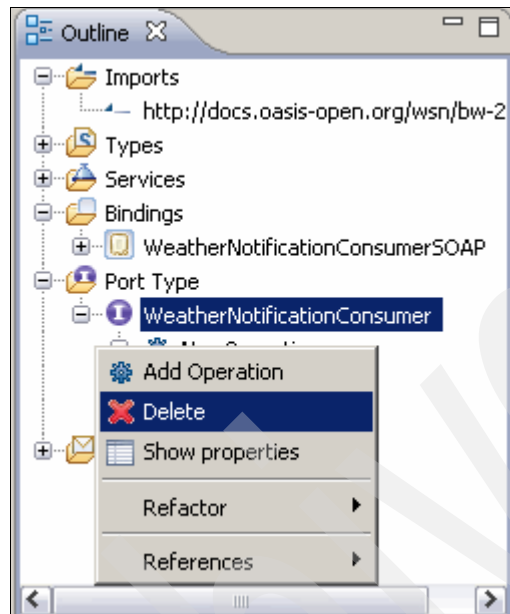 Outline
Imports
http://docs.oasis-open.org/wsn/bw-2
Types
Services
Bindings
WeatherNotificationConsumerSOAP
Port Type
WeatherNotificationConsumer
Add Operation
Delete
Show properties
Refactor
References